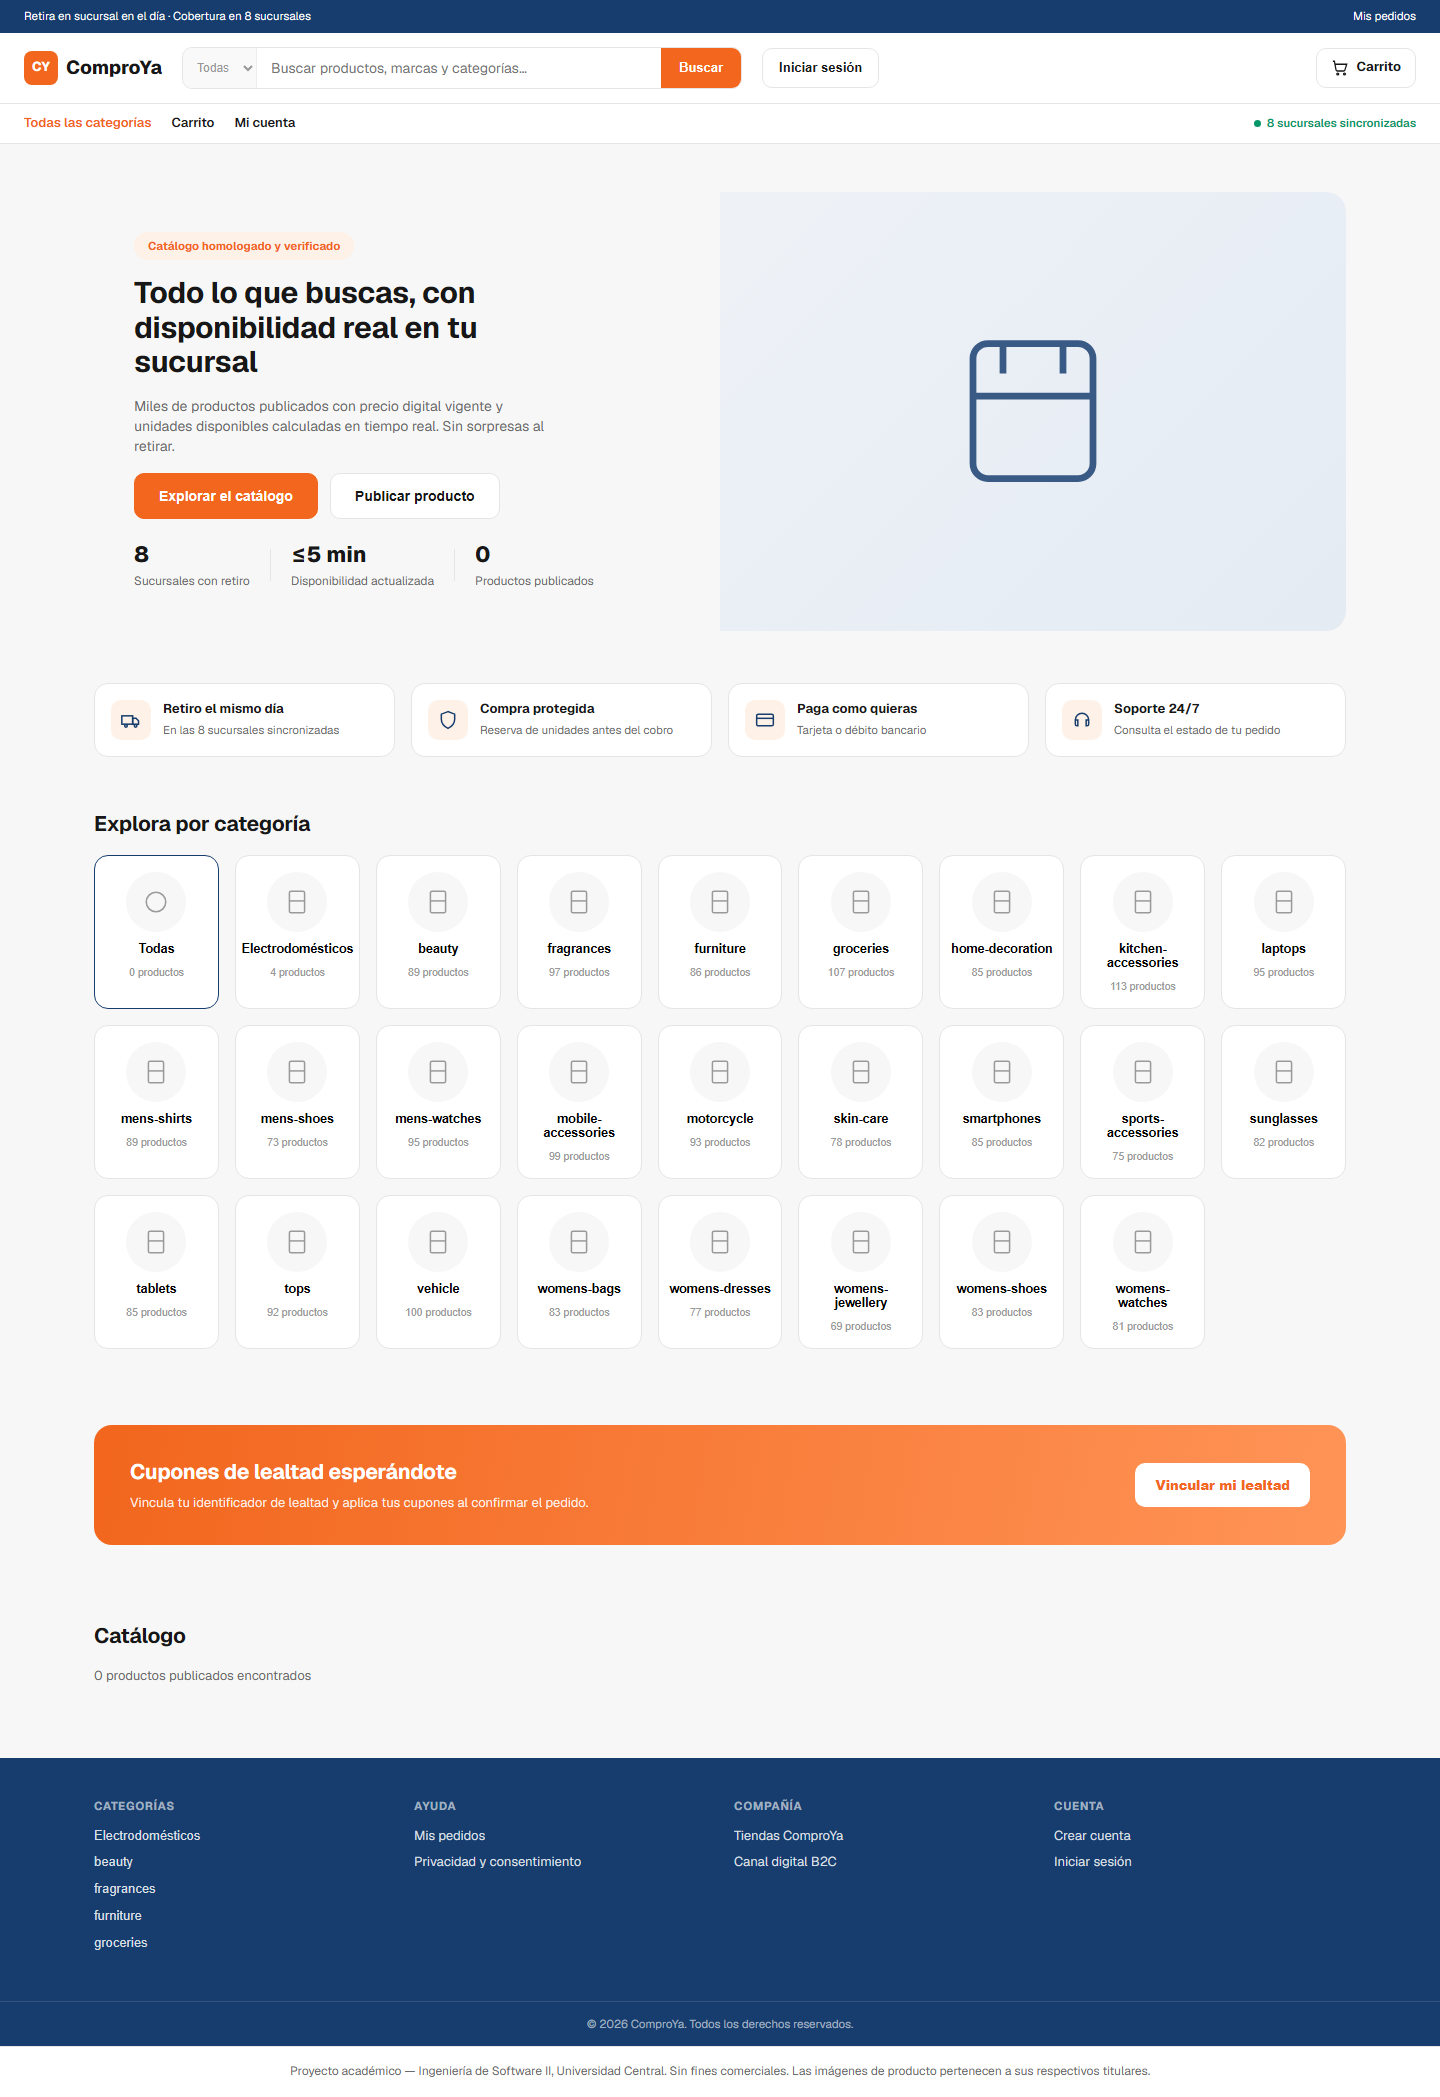 Retira en sucursal en el día · Cobertura en 8 sucursales
Mis pedidos
CY
ComproYa
Todas
Buscar productos, marcas y categorías...
Buscar
Iniciar sesión
Carrito
Todas las categorías
Carrito
Mi cuenta
8 sucursales sincronizadas
Catálogo homologado y verificado
Todo lo que buscas, con
disponibilidad real en tu
sucursal
Miles de productos publicados con precio digital vigente y
unidades disponibles calculadas en tiempo real. Sin sorpresas al
retirar.
Explorar el catálogo
Publicar producto
8
Sucursales con retiro
≤5 min
Disponibilidad actualizada
0
Productos publicados
Retiro el mismo día
En las 8 sucursales sincronizadas
Compra protegida
Reserva de unidades antes del cobro
Paga como quieras
Tarjeta o débito bancario
Soporte 24/7
Consulta el estado de tu pedido
Explora por categoría
Todas
0 productos
Electrodomésticos
4 productos
beauty
89 productos
fragrances
97 productos
furniture
86 productos
groceries
107 productos
home-decoration
85 productos
kitchen-
accessories
113 productos
laptops
95 productos
mens-shirts
89 productos
mens-shoes
73 productos
mens-watches
95 productos
mobile-
accessories
99 productos
motorcycle
93 productos
skin-care
78 productos
smartphones
85 productos
sports-
accessories
75 productos
sunglasses
82 productos
tablets
85 productos
tops
92 productos
vehicle
100 productos
womens-bags
83 productos
womens-dresses
77 productos
womens-
jewellery
69 productos
womens-shoes
83 productos
womens-
watches
81 productos
Cupones de lealtad esperándote
Vincula tu identificador de lealtad y aplica tus cupones al confirmar el pedido.
Vincular mi lealtad
Catálogo
0 productos publicados encontrados
CATEGORÍAS
Electrodomésticos
beauty
fragrances
furniture
groceries
AYUDA
Mis pedidos
Privacidad y consentimiento
COMPAÑÍA
Tiendas ComproYa
Canal digital B2C
CUENTA
Crear cuenta
Iniciar sesión
© 2026 ComproYa. Todos los derechos reservados.
Proyecto académico — Ingeniería de Software II, Universidad Central. Sin fines comerciales. Las imágenes de producto pertenecen a sus respectivos titulares.